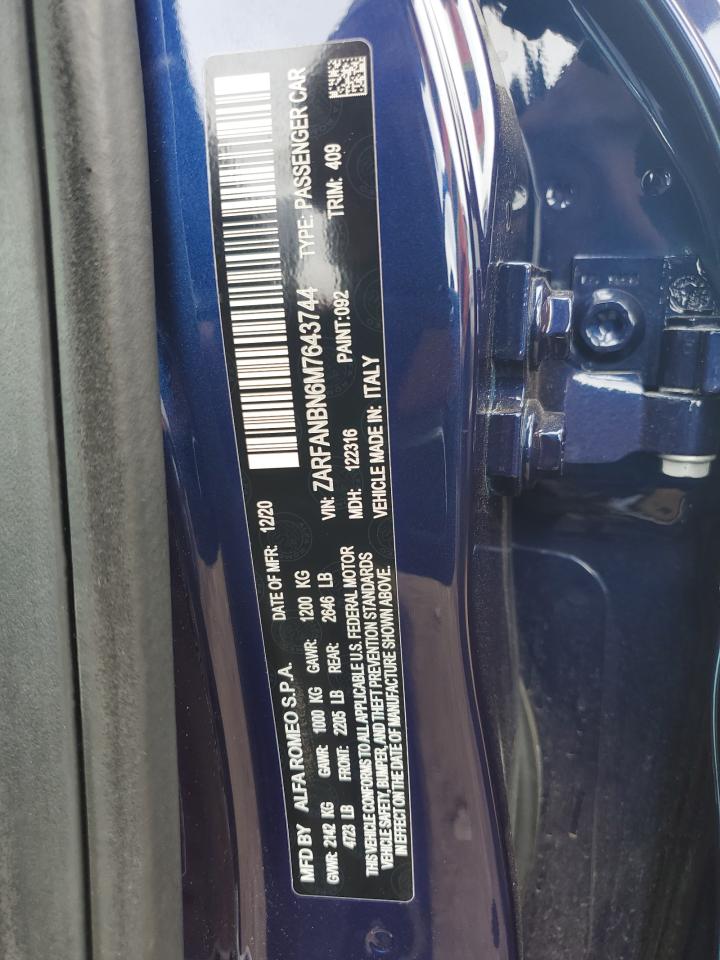 MFD BY ALFA ROMEO S.P.A. DATE OF MFR: 12/20
GVWR: 2142 KG GAWR: 1000 KG GAWR: 1200 KG
4723 LB FRONT: 2205 LB REAR: 2646 LB
THIS VEHICLE CONFORMS TO ALL APPLICABLE U.S. FEDERAL MOTOR
VEHICLE SAFETY, BUMPER, AND THEFT PREVENTION STANDARDS
IN EFFECT ON THE DATE OF MANUFACTURE SHOWN ABOVE.
VIN: ZARFANBN6M7643744 TYPE: PASSENGER CAR
MDH: 122316 PAINT:092 TRIM: 409
VEHICLE MADE IN: ITALY